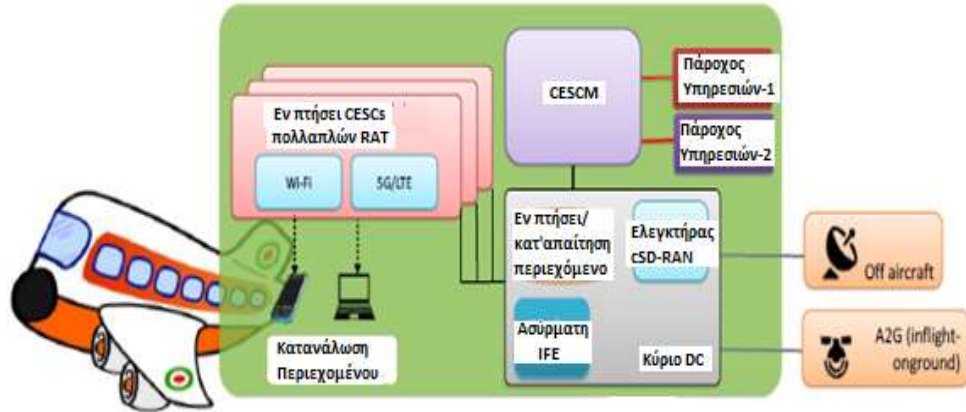 Εν πτήσει CESCs
πολλαπλών RAT
Wi-Fi
5G/LTE
Κατανάλωση
Περιεχομένου
CESCM
Πάροχος
Υπηρεσιών-1
Πάροχος
Υπηρεσιών-2
Εν πτήσει/
κατ'απαίτηση
περιεχόμενο
Ελεγκτήρας
cSD-RAN
Ασύρματη
IFE
Κύριο DC
Off aircraft
A2G (inflight-
onground)